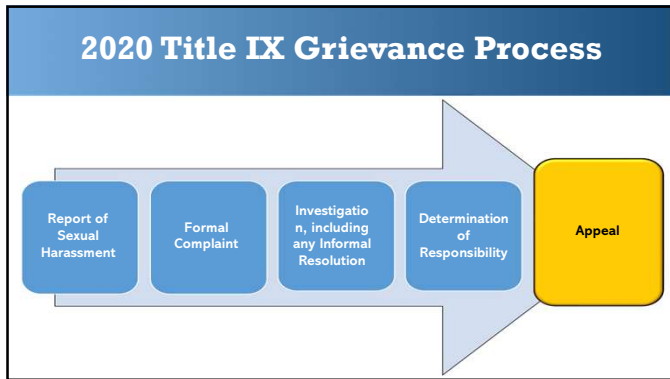 2020 Title IX Grievance Process
Report of
Sexual
Harassment
Formal
Complaint
Investigatio
n, including
any Informal
Resolution
Determination
of
Responsibility
Appeal